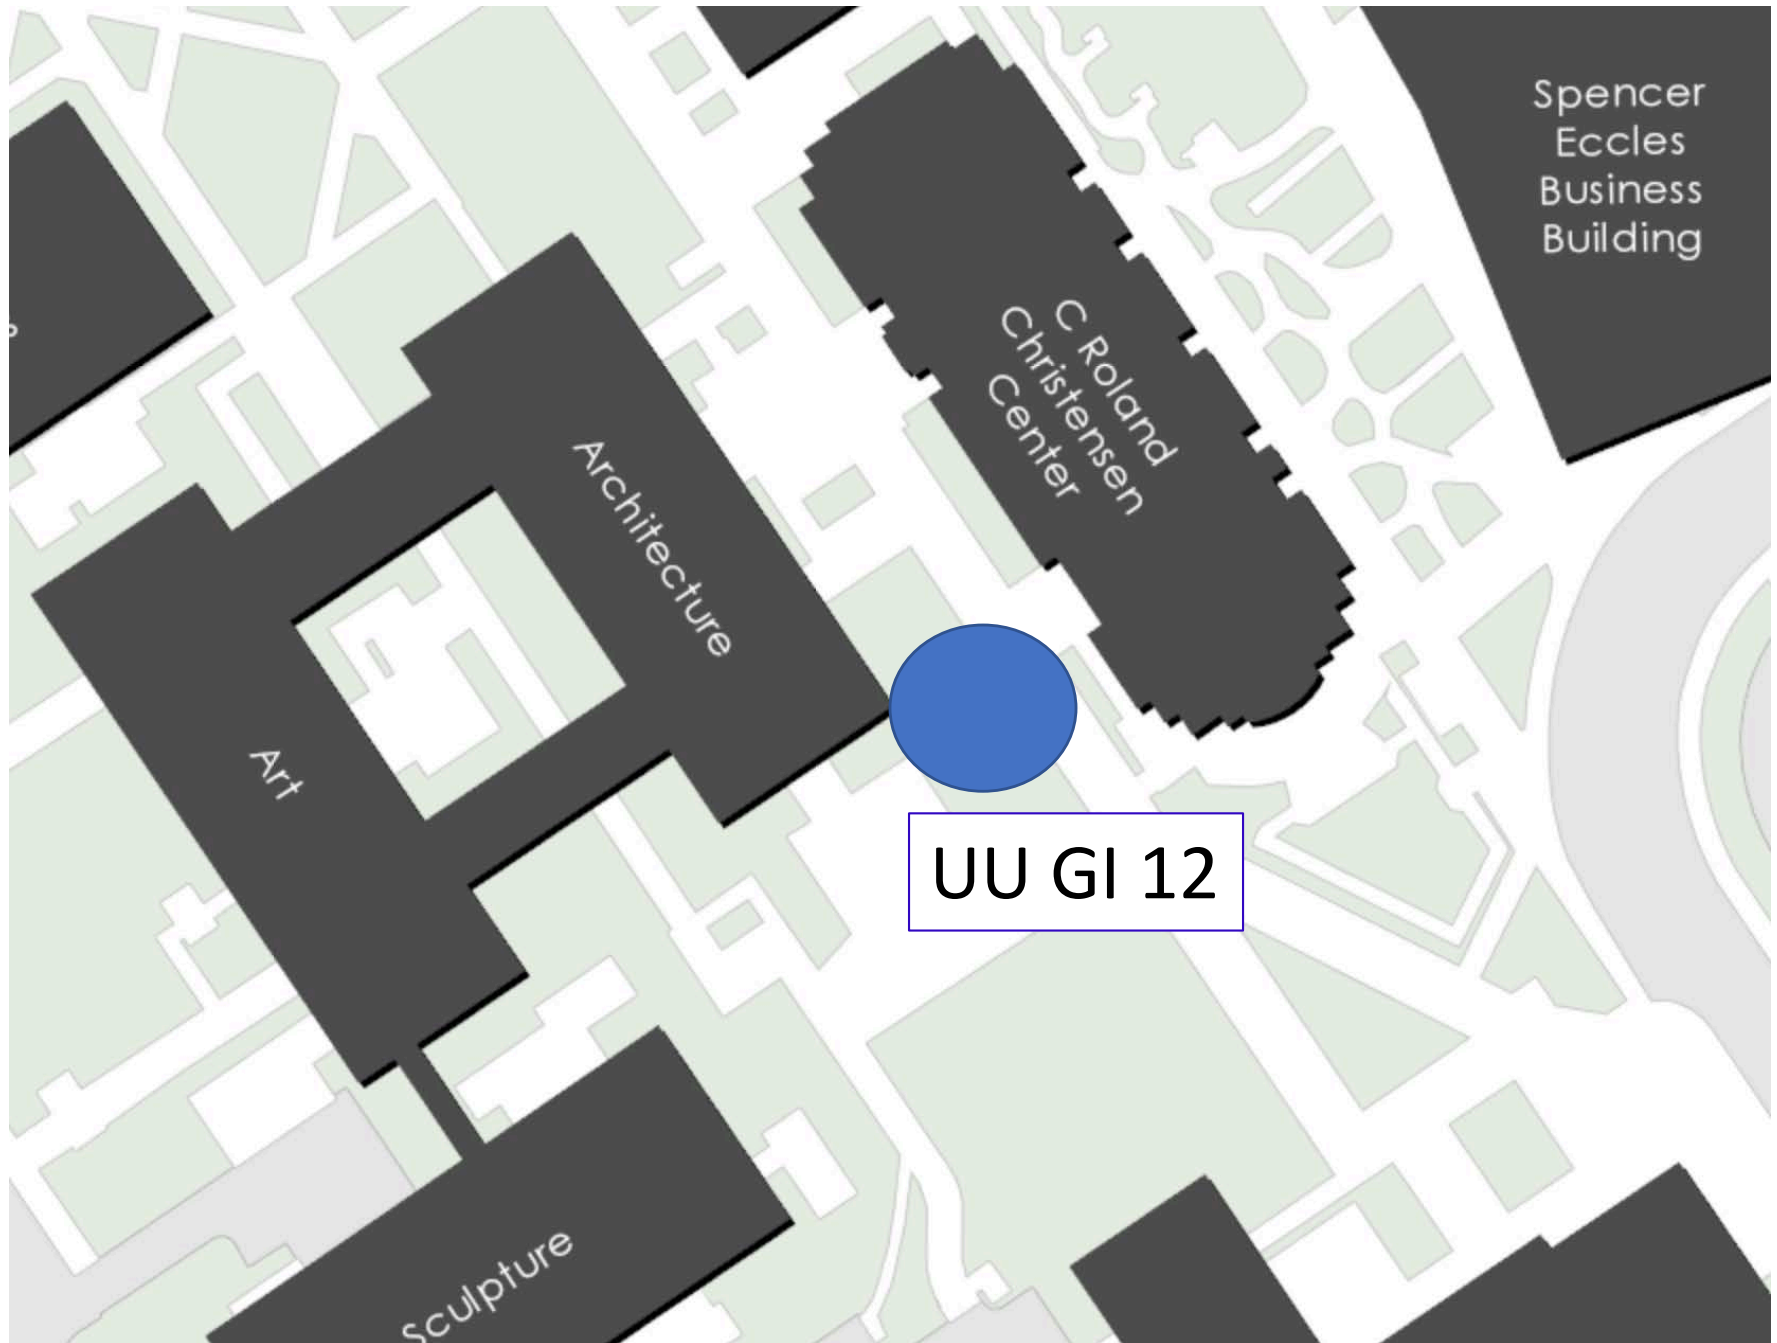 Spencer
Eccles
Business
Building
C Roland
Christensen
Center
Architecture
Art
UU GI 12
Sculpture